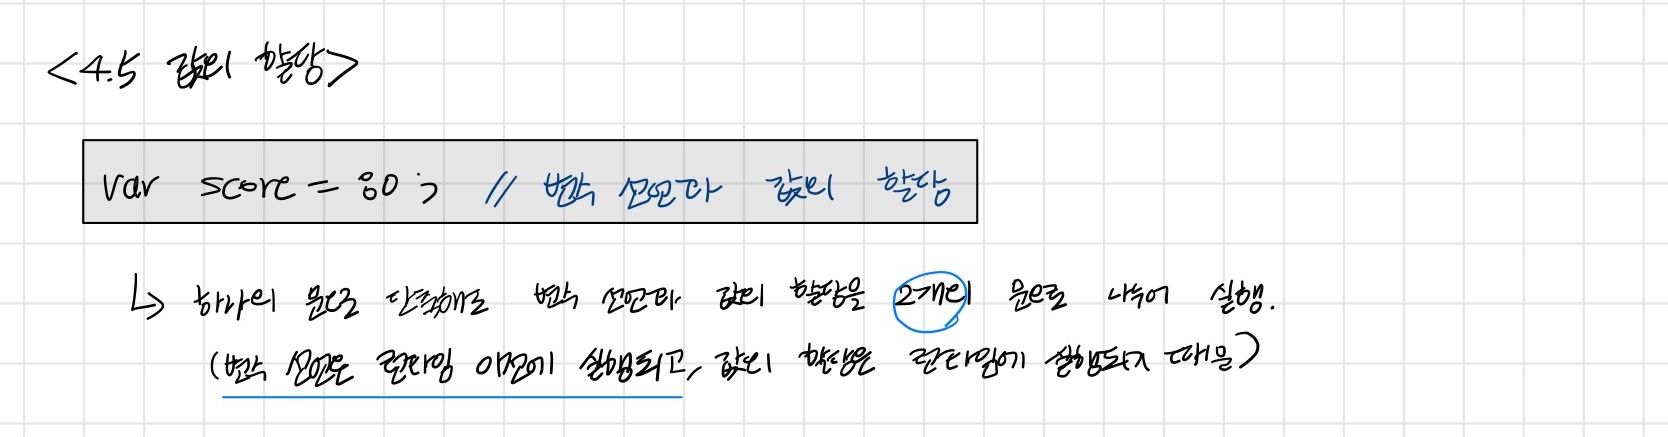 <4.5 값의 할당>
var score = 80; // 변수 선언과 값의 할당
↳ 하나의 문으로 단축해도 변수 선언과 값의 할당을 2개의 문으로 나누어 실행.
(변수 선언은 런타임 이전에 실행되고, 값의 할당은 런타임에 실행되기 때문)